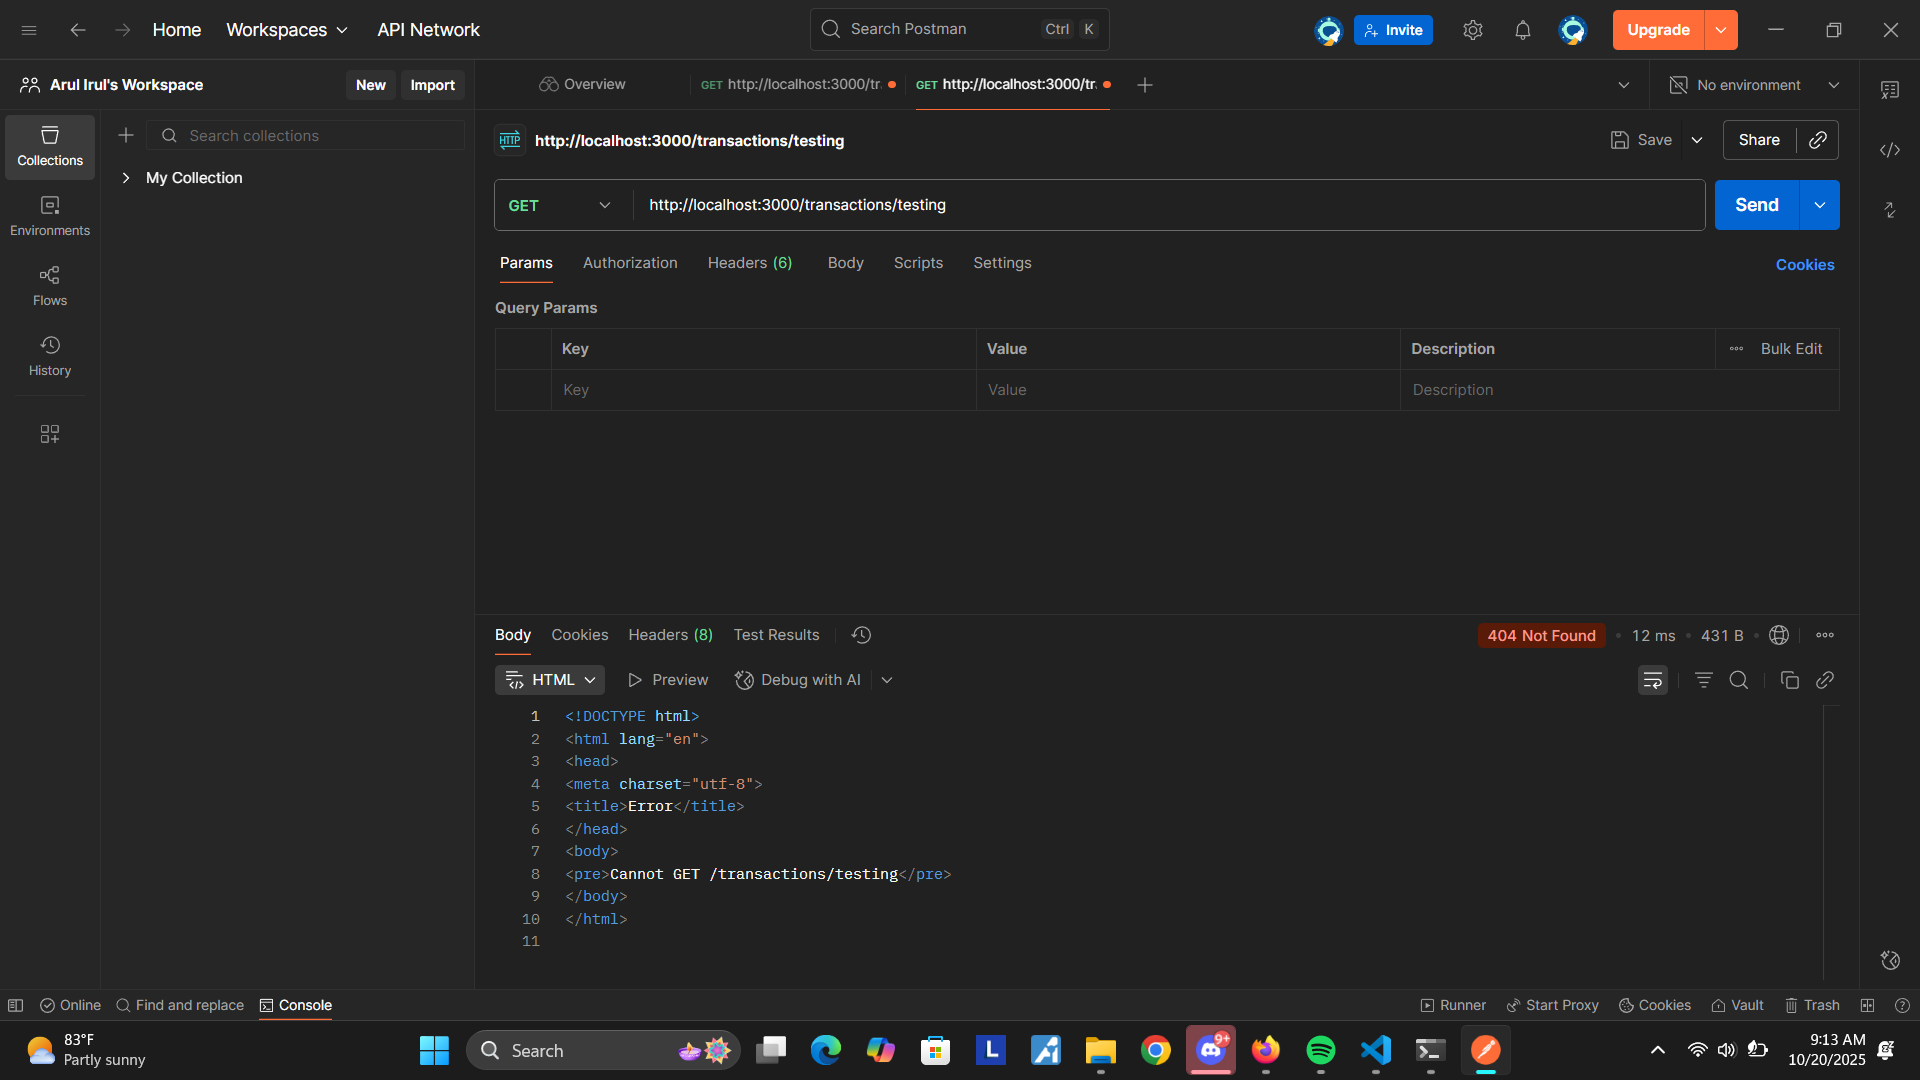 Home Workspaces API Network Search Postman Ctrl K Invite Upgrade
Arul Irul's Workspace New Import Overview GET http://localhost:3000/tr GET http://localhost:3000/tr No environment
Collections
Environments
Flows
History
Search collections
My Collection
HTTP http://localhost:3000/transactions/testing Save Share
GET http://localhost:3000/transactions/testing Send
Params Authorization Headers (6) Body Scripts Settings Cookies
Query Params
Key Value Description Bulk Edit
Key Value Description
Body Cookies Headers (8) Test Results 404 Not Found 12 ms 431 B
HTML Preview Debug with AI
1 <!DOCTYPE html>
2 <html lang="en">
3 <head>
4 <meta charset="utf-8">
5 <title>Error</title>
6 </head>
7 <body>
8 <pre>Cannot GET /transactions/testing</pre>
9 </body>
10 </html>
11
Online Find and replace Console Runner Start Proxy Cookies Vault Trash
83°F
Partly sunny
Search
L
9+
9:13 AM
10/20/2025